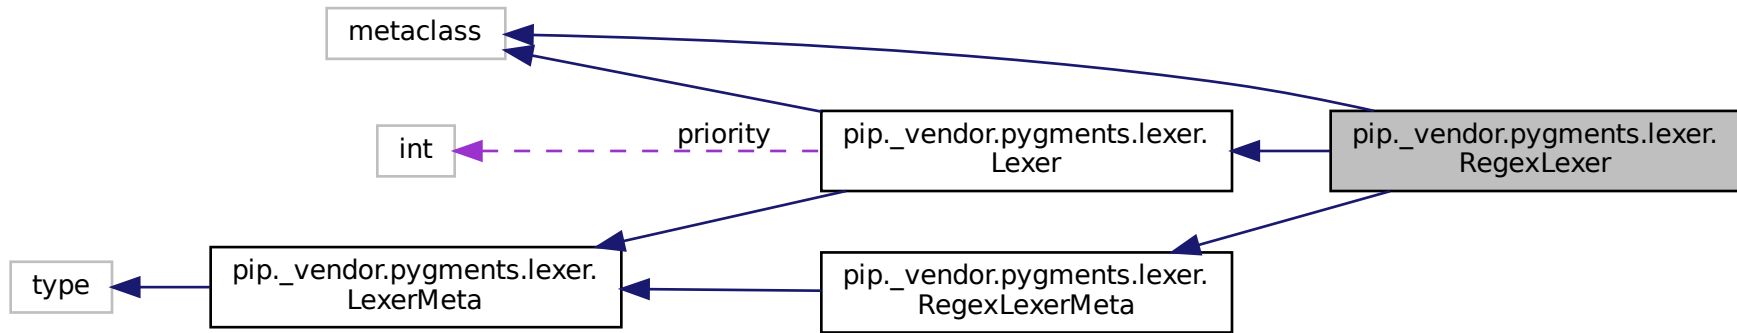 metaclass
int
priority
pip._vendor.pygments.lexer.
Lexer
pip._vendor.pygments.lexer.
RegexLexer
type
pip._vendor.pygments.lexer.
LexerMeta
pip._vendor.pygments.lexer.
RegexLexerMeta